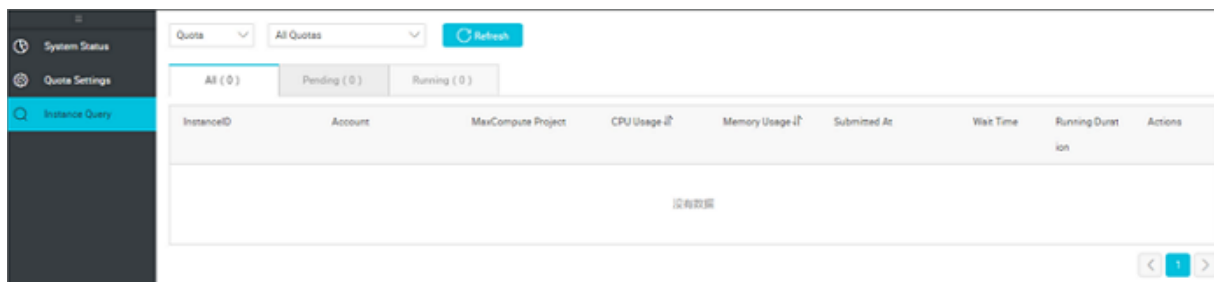 System Status
Quota Settings
Instance Query
Quota All Quotas Refresh
All ( 0 ) Pending ( 0 ) Running ( 0 )
InstanceID Account MaxCompute Project CPU Usage Memory Usage Submitted At Wait Time Running Durat Actions
ion
没有数据
1